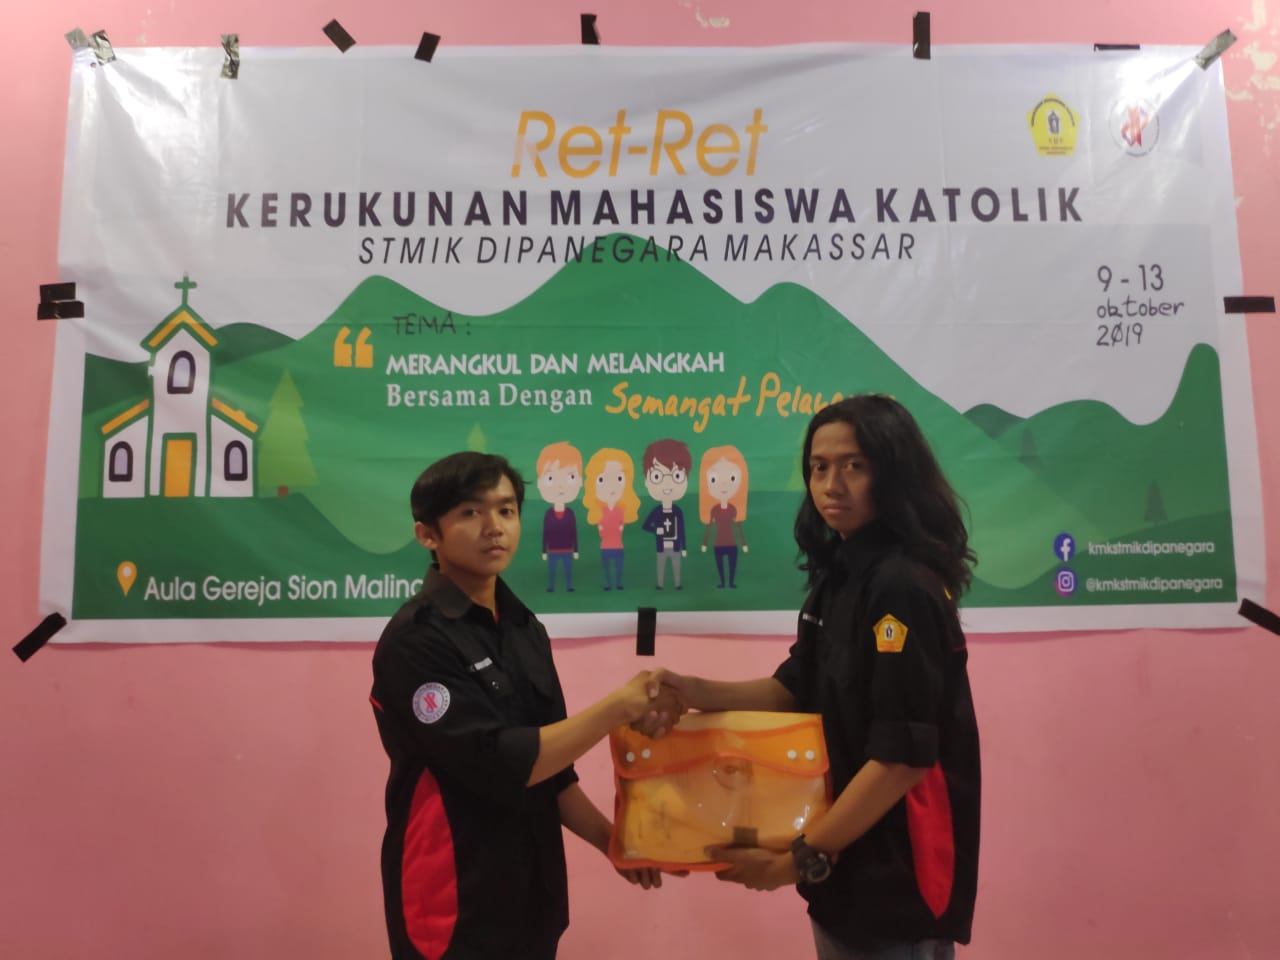 Ret-Ret
KERUKUNAN MAHASISWA KATOLIK
STMIK DIPANEGARA MAKASSAR
9 - 13
oktober
2019
TEMA :
“ MERANGKUL DAN MELANGKAH
Bersama Dengan Semangat
Aula Gereja Sion
kmkstmikdipanegara
@kmkstmikdipanegara